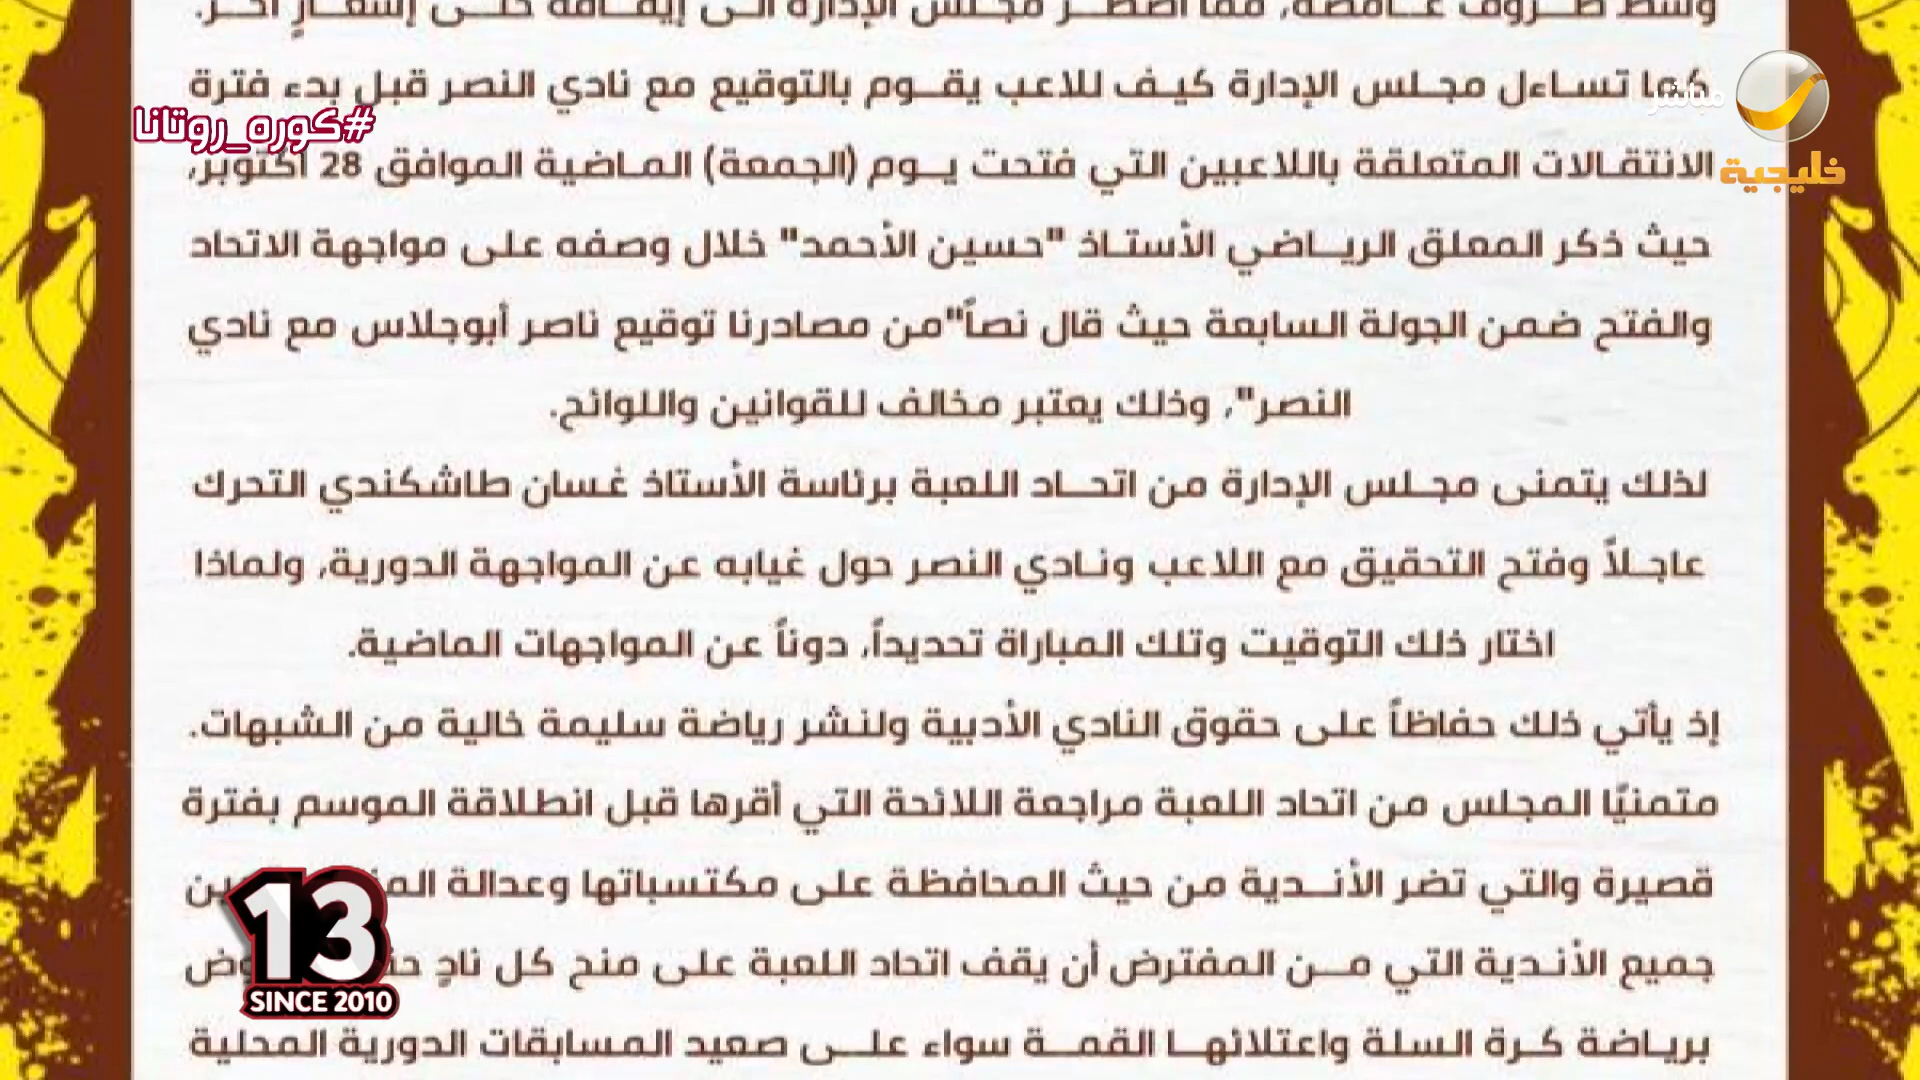 كما تساءل مجلس الإدارة كيف للاعب يقوم بالتوقيع مع نادي النصر قبل بدء فترة
مباشر
#كوره_روتانا
الانتقالات المتعلقة باللاعبين التي فتحت يوم (الجمعة) الماضية الموافق 28 أكتوبر،
خليجية
حيث ذكر المعلق الرياضي الأستاذ "حسين الأحمد" خلال وصفه على مواجهة الاتحاد
والفتح ضمن الجولة السابعة حيث قال نصاً"من مصادرنا توقيع ناصر أبوجلاس مع نادي
النصر"، وذلك يعتبر مخالف للقوانين واللوائح.
لذلك يتمنى مجلس الإدارة من اتحاد اللعبة برئاسة الأستاذ غسان طاشكندي التحرك
عاجلاً وفتح التحقيق مع اللاعب ونادي النصر حول غيابه عن المواجهة الدورية، ولماذا
اختار ذلك التوقيت وتلك المباراة تحديداً، دوناً عن المواجهات الماضية.
إذ يأتي ذلك حفاظاً على حقوق النادي الأدبية ولنشر رياضة سليمة خالية من الشبهات.
متمنيًا المجلس من اتحاد اللعبة مراجعة اللائحة التي أقرها قبل انطلاقة الموسم بفترة
قصيرة والتي تضر الأندية من حيث المحافظة على مكتسباتها وعدالة
جميع الأندية التي من المفترض أن يقف اتحاد اللعبة على منح كل نادٍ
برياضة كرة السلة واعتلائها القمة سواء على صعيد المسابقات الدورية المحلية
13
SINCE 2010